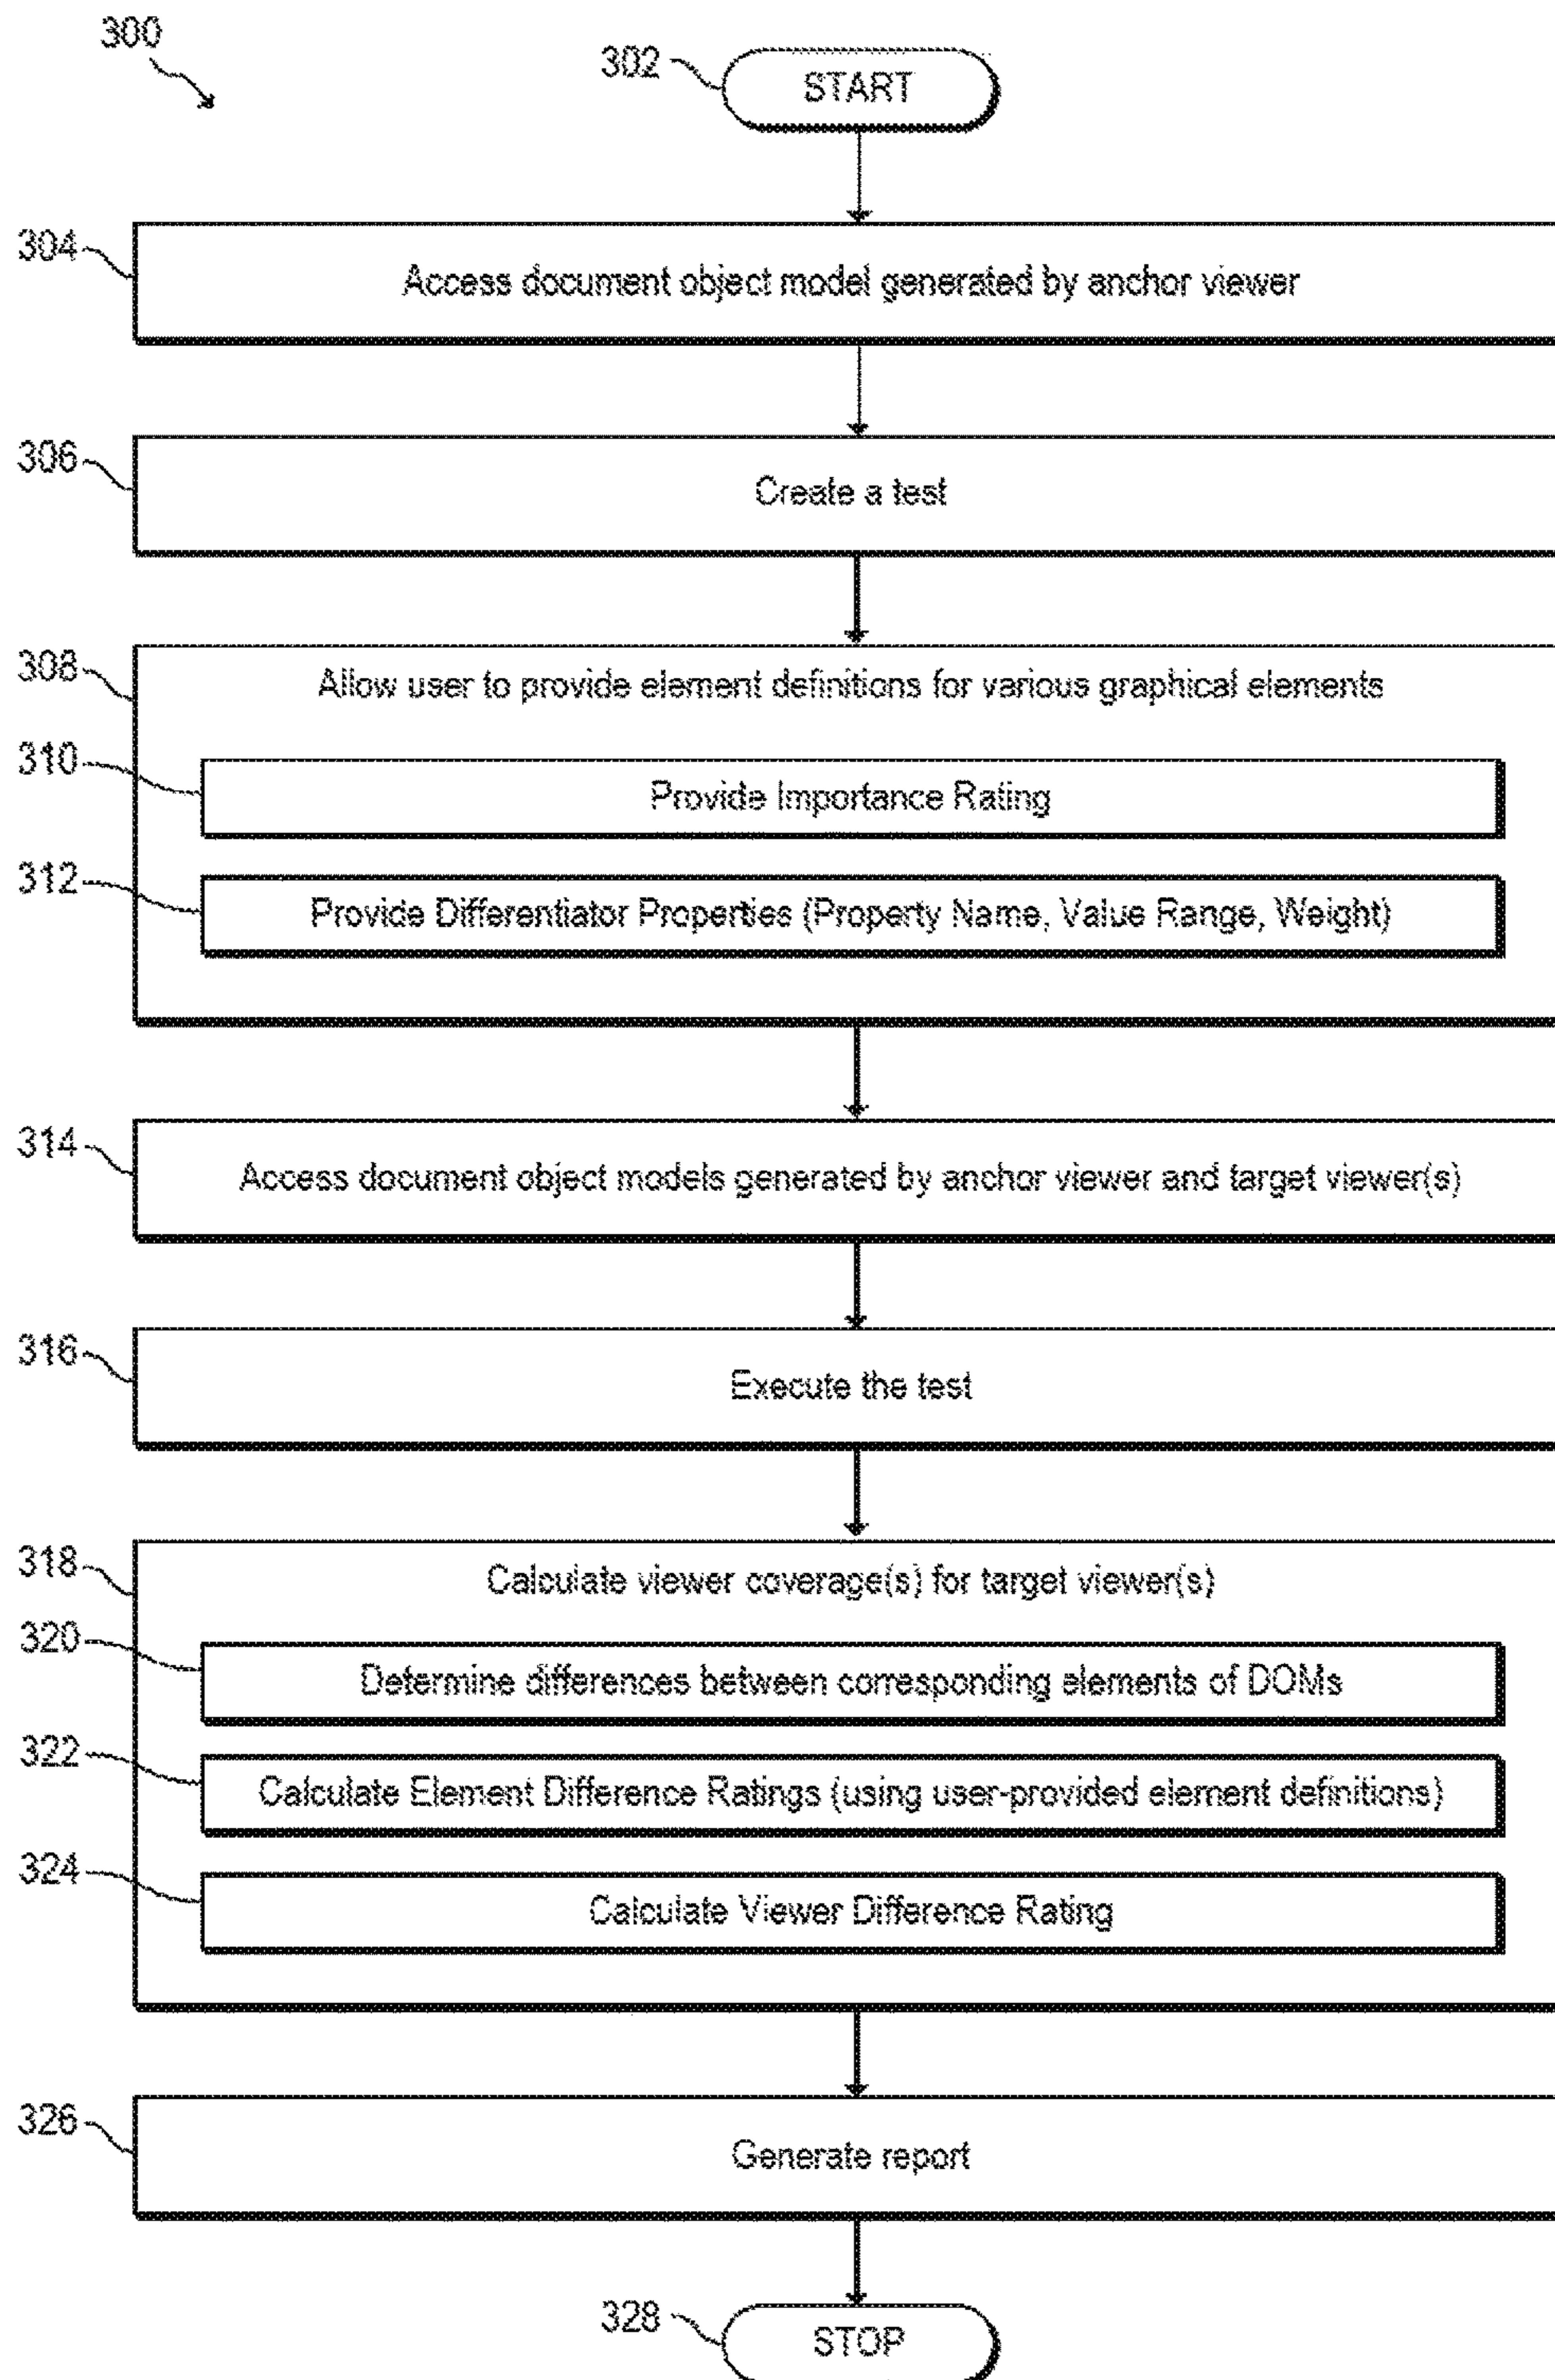 300
302
START
304
Access document object model generated by anchor viewer
306
Create a test
308
Allow user to provide element definitions for various graphical elements
310
Provide Importance Rating
312
Provide Differentiator Properties (Property Name, Value Range, Weight)
314
Access document object models generated by anchor viewer and target viewer(s)
316
Execute the test
318
Calculate viewer coverage(s) for target viewer(s)
320
Determine differences between corresponding elements of DOMs
322
Calculate Element Difference Ratings (using user-provided element definitions)
324
Calculate Viewer Difference Rating
326
Generate report
328
STOP